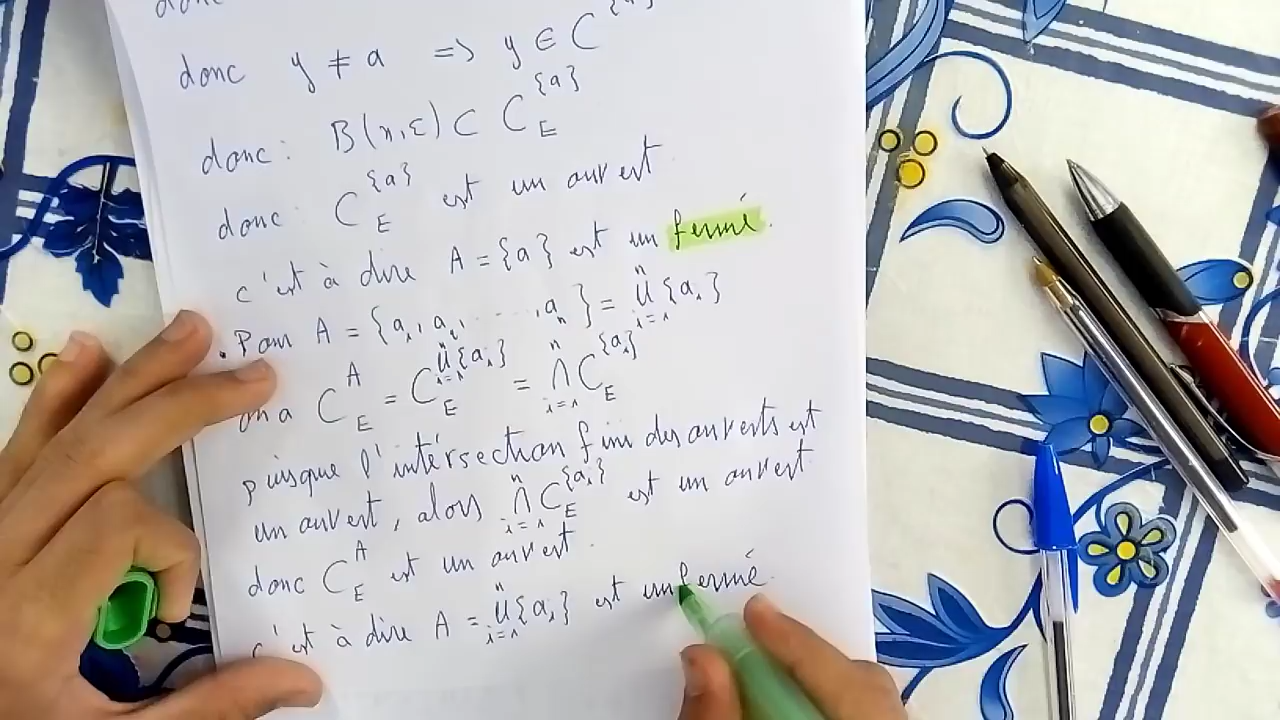 donc
donc y ≠ a => y ∈ C^{a}
donc : B(x,ε) ⊂ C_E^{a}
donc C_E^{a} est un ouvert
c'est à dire A = {a} est un fermé.
. Pour A = {a₁, a₂, ....., aₙ} = ⋃_{i=1}^{n} {aᵢ}
on a C_E^A = C_E^{⋃_{i=1}^{n} {aᵢ}} = ⋂_{i=1}^{n} C_E^{aᵢ}
puisque l'intérsection fini des ouverts est
un ouvert, alors ⋂_{i=1}^{n} C_E^{aᵢ} est un ouvert
donc C_E^A est un ouvert.
c'est à dire A = ⋃_{i=1}^{n} {aᵢ} est un fermé.